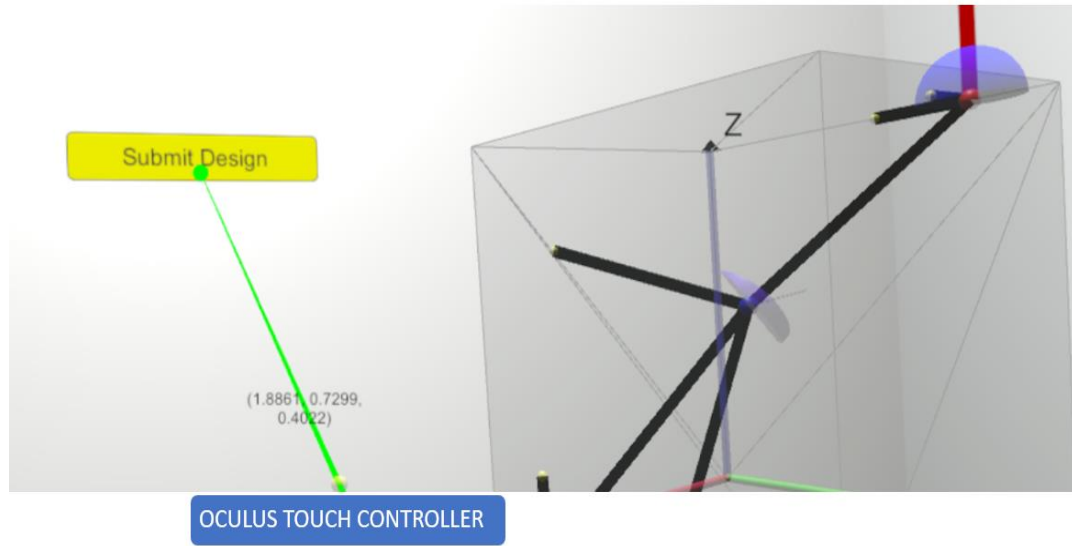 Z
Submit Design
(1.8861, 0.7299,
0.4022)
OCULUS TOUCH CONTROLLER